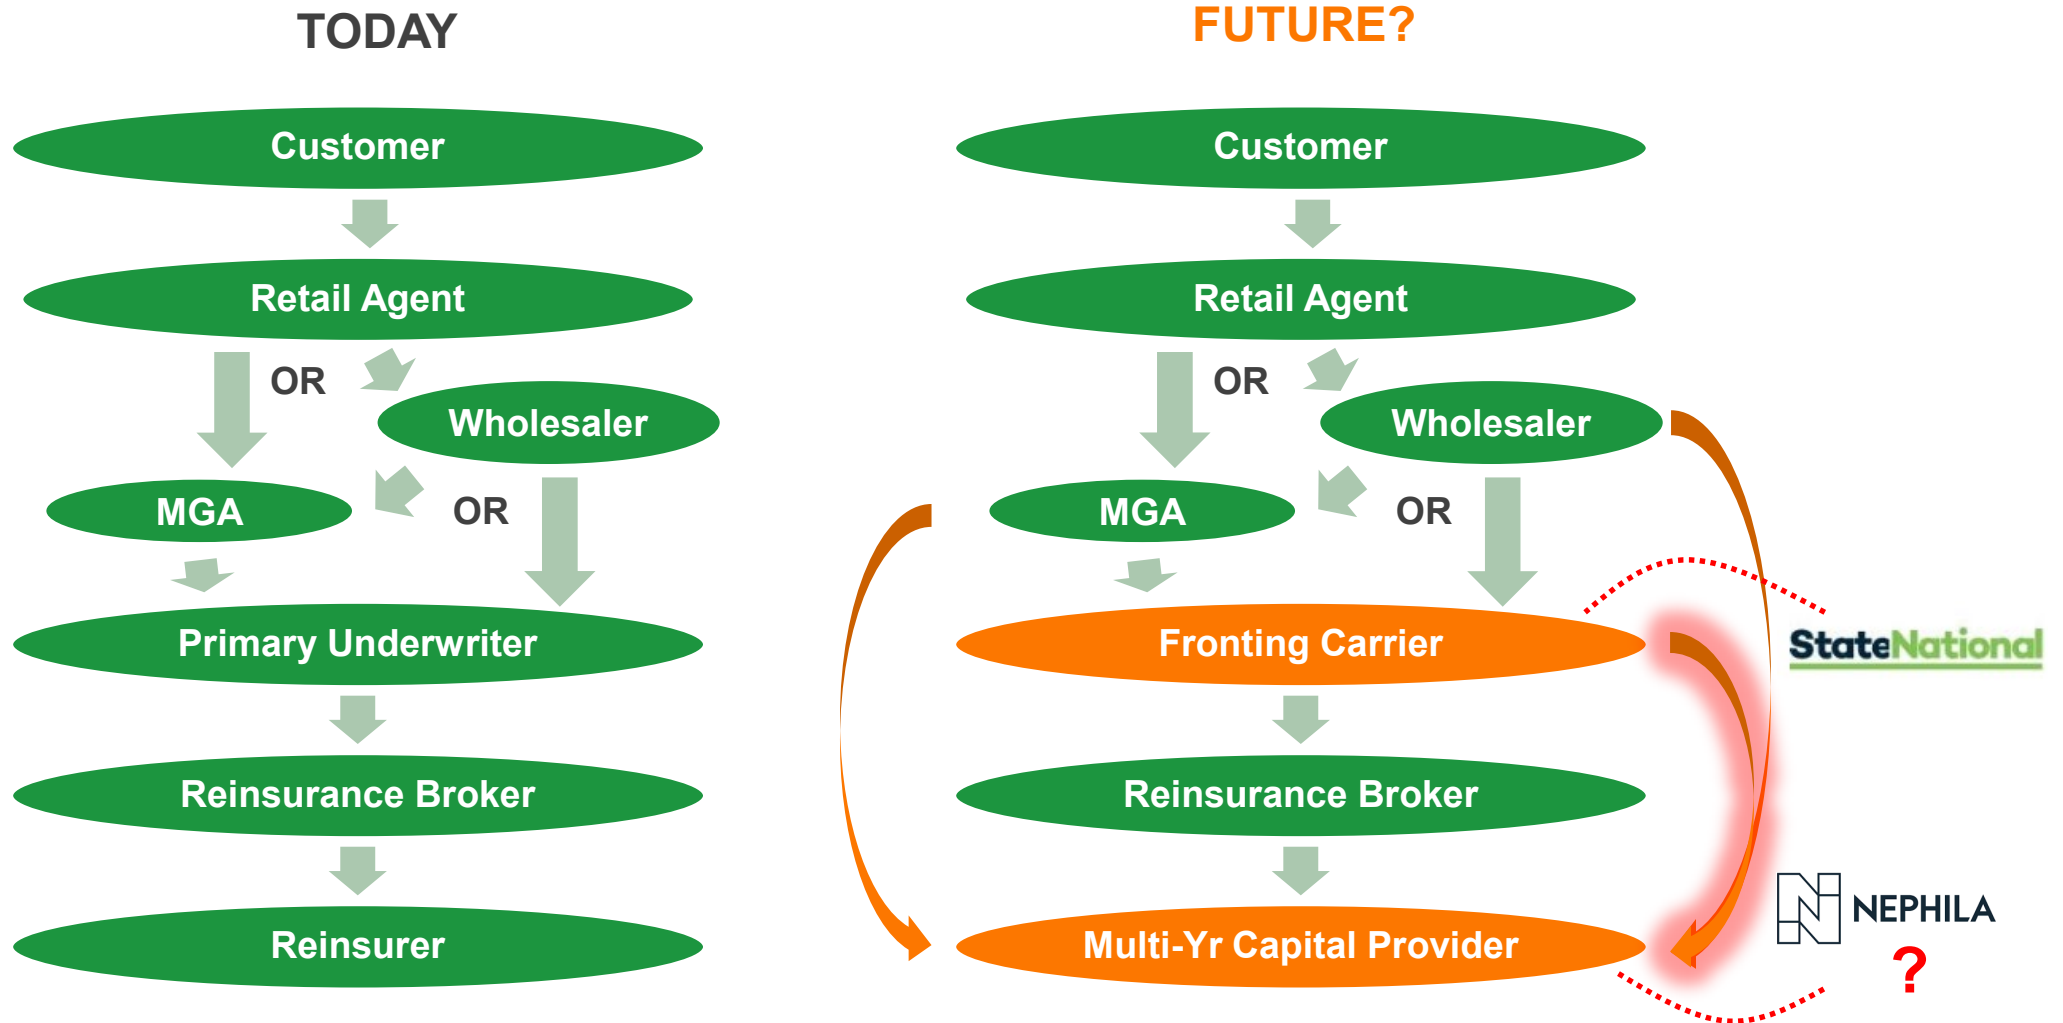 TODAY
Customer
Retail Agent
OR
Wholesaler
MGA
OR
Primary Underwriter
Reinsurance Broker
Reinsurer
FUTURE?
Customer
Retail Agent
OR
Wholesaler
MGA
OR
Fronting Carrier
StateNational
Reinsurance Broker
Multi-Yr Capital Provider
NEPHILA
?